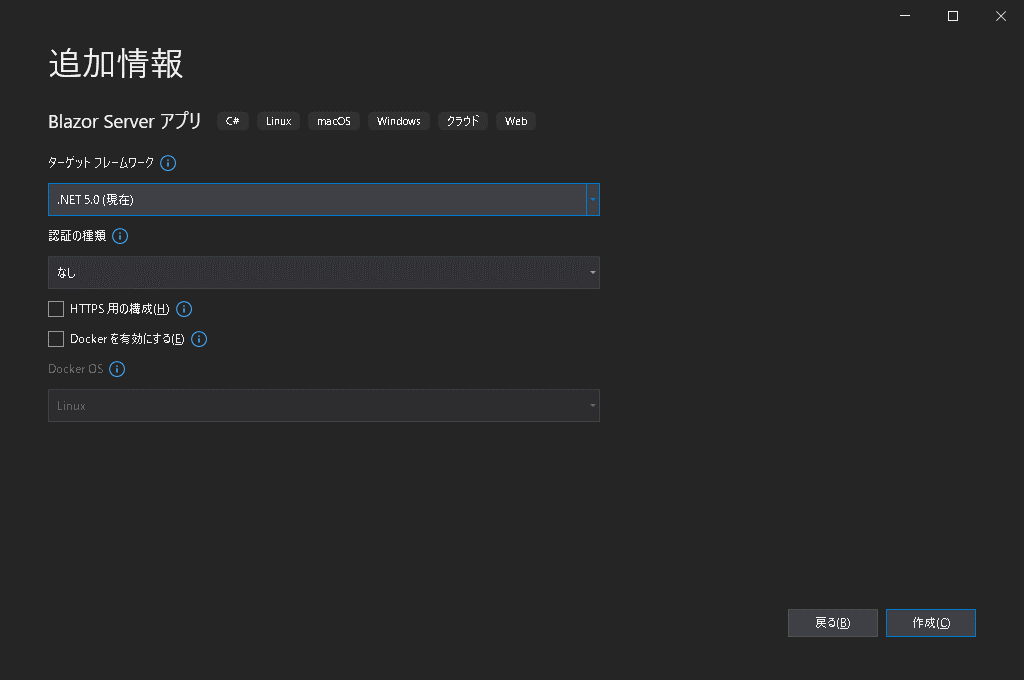 追加情報
Blazor Server アプリ C# Linux macOS Windows クラウド Web
ターゲット フレームワーク
.NET 5.0 (現在)
認証の種類
なし
HTTPS 用の構成(H)
Docker を有効にする(E)
Docker OS
Linux
戻る(B) 作成(C)